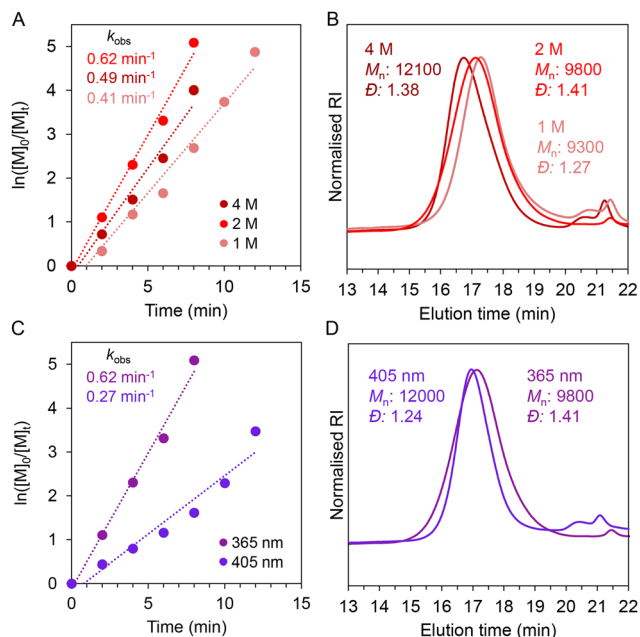 A
k_obs
0.62 min⁻¹
0.49 min⁻¹
0.41 min⁻¹
ln([M]₀/[M]ₜ)
5
4
3
2
1
0
4 M
2 M
1 M
0 5 10 15
Time (min)
B
4 M
Mₙ: 12100
Đ: 1.38
2 M
Mₙ: 9800
Đ: 1.41
1 M
Mₙ: 9300
Đ: 1.27
Normalised RI
13 14 15 16 17 18 19 20 21 22
Elution time (min)
C
k_obs
0.62 min⁻¹
0.27 min⁻¹
ln([M]₀/[M]ₜ)
5
4
3
2
1
0
365 nm
405 nm
0 5 10 15
Time (min)
D
405 nm
Mₙ: 12000
Đ: 1.24
365 nm
Mₙ: 9800
Đ: 1.41
Normalised RI
13 14 15 16 17 18 19 20 21 22
Elution time (min)